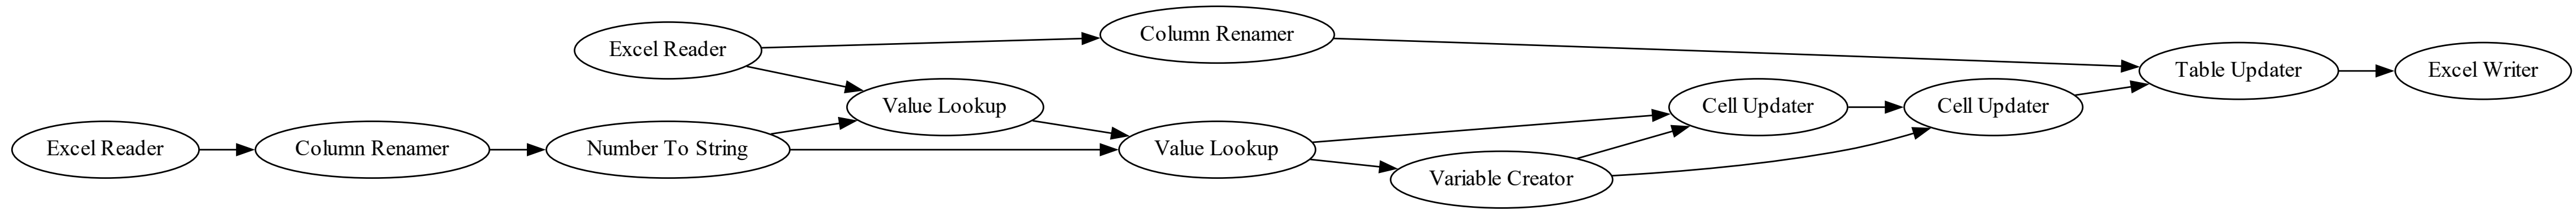 Excel Reader
Column Renamer
Number To String
Excel Reader
Value Lookup
Column Renamer
Value Lookup
Variable Creator
Cell Updater
Cell Updater
Table Updater
Excel Writer